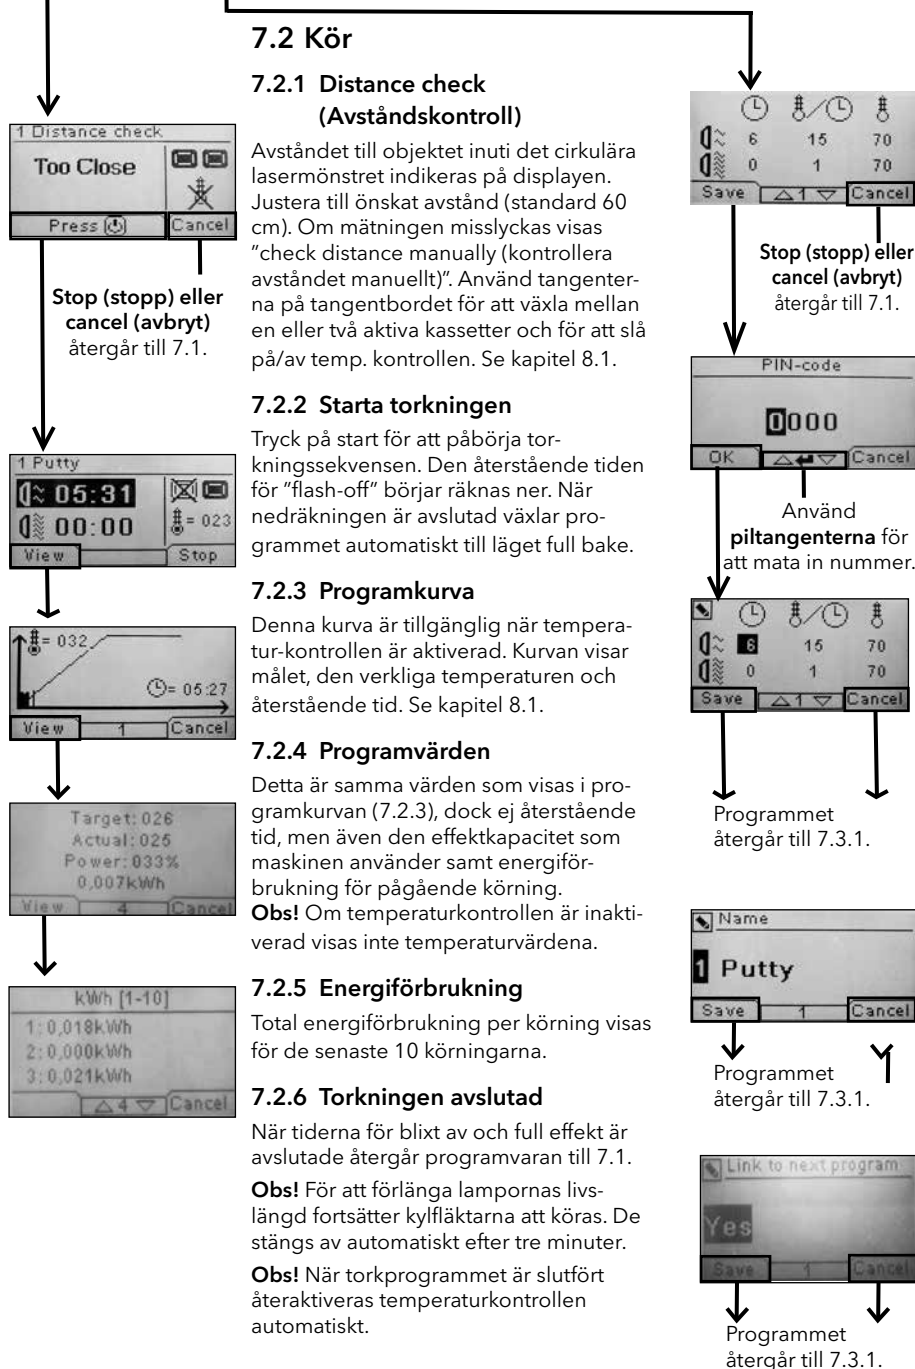 7.2 Kör
7.2.1 Distance check
(Avståndskontroll)
Avståndet till objektet inuti det cirkulära
lasermönstret indikeras på displayen.
Justera till önskat avstånd (standard 60
cm). Om mätningen misslyckas visas
”check distance manually (kontrollera
avståndet manuellt)”. Använd tangenter-
na på tangentbordet för att växla mellan
en eller två aktiva kassetter och för att slå
på/av temp. kontrollen. Se kapitel 8.1.
7.2.2 Starta torkningen
Tryck på start för att påbörja tor-
kningssekvensen. Den återstående tiden
för ”flash-off” börjar räknas ner. När
nedräkningen är avslutad växlar pro-
grammet automatiskt till läget full bake.
7.2.3 Programkurva
Denna kurva är tillgänglig när tempera-
tur-kontrollen är aktiverad. Kurvan visar
målet, den verkliga temperaturen och
återstående tid. Se kapitel 8.1.
7.2.4 Programvärden
Detta är samma värden som visas i pro-
gramkurvan (7.2.3), dock ej återstående
tid, men även den effektkapacitet som
maskinen använder samt energiför-
brukning för pågående körning.
Obs! Om temperaturkontrollen är inakti-
verad visas inte temperaturvärdena.
7.2.5 Energiförbrukning
Total energiförbrukning per körning visas
för de senaste 10 körningarna.
7.2.6 Torkningen avslutad
När tiderna för blixt av och full effekt är
avslutade återgår programvaran till 7.1.
Obs! För att förlänga lampornas livs-
längd fortsätter kylfläktarna att köras. De
stängs av automatiskt efter tre minuter.
Obs! När torkprogrammet är slutfört
återaktiveras temperaturkontrollen
automatiskt.
1 Distance check
Too Close
Press Cancel
Stop (stopp) eller
cancel (avbryt)
återgår till 7.1.
1 Putty
05:31
00:00 = 023
View Stop
= 032
= 05:27
View 1 Cancel
Target: 026
Actual: 025
Power: 033%
0,007kWh
View 4 Cancel
kWh [1-10]
1: 0,018kWh
2: 0,000kWh
3: 0,021kWh
4 Cancel
6 15 70
0 1 70
Save 1 Cancel
Stop (stopp) eller
cancel (avbryt)
återgår till 7.1.
PIN-code
0000
OK Cancel
Använd
piltangenterna för
att mata in nummer.
6 15 70
0 1 70
Save 1 Cancel
Programmet
återgår till 7.3.1.
Name
1 Putty
Save 1 Cancel
Programmet
återgår till 7.3.1.
Link to next program
Yes
Save 1 Cancel
Programmet
återgår till 7.3.1.